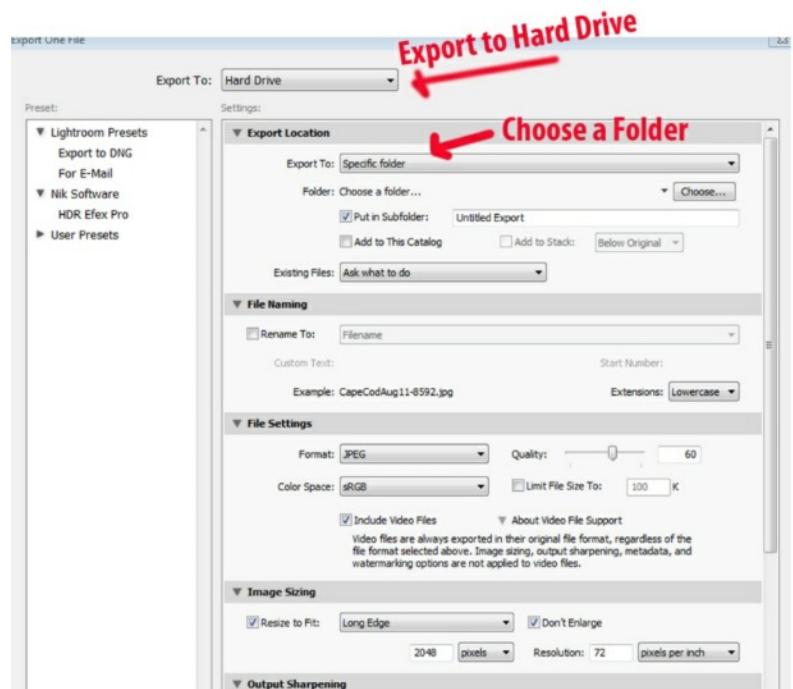 Export to Hard Drive
Export One File
Export To: Hard Drive
Preset:
Settings:
Lightroom Presets
Export to DNG
For E-Mail
Nik Software
HDR Efex Pro
User Presets
Export Location
Choose a Folder
Export To: Specific folder
Folder: Choose a folder... Choose...
Put in Subfolder: Untitled Export
Add to This Catalog Add to Stack: Below Original
Existing Files: Ask what to do
File Naming
Rename To: Filename
Custom Text: Start Number:
Example: CapeCodAug11-8592.jpg Extensions: Lowercase
File Settings
Format: JPEG Quality: 60
Color Space: sRGB Limit File Size To: 100 K
Include Video Files About Video File Support
Video files are always exported in their original file format, regardless of the
file format selected above. Image sizing, output sharpening, metadata, and
watermarking options are not applied to video files.
Image Sizing
Resize to Fit: Long Edge Don't Enlarge
2048 pixels Resolution: 72 pixels per inch
Output Sharpening